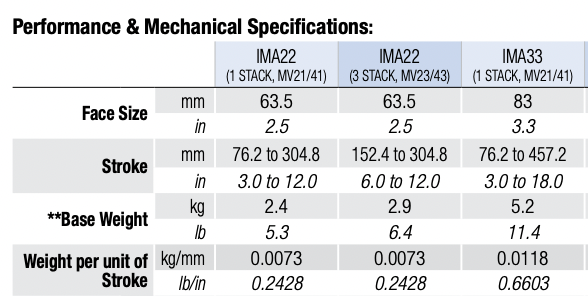 Performance & Mechanical Specifications:
IMA22 IMA22 IMA33
(1 STACK, MV21/41) (3 STACK, MV23/43) (1 STACK, MV21/41)
Face Size mm 63.5 63.5 83
in 2.5 2.5 3.3
Stroke mm 76.2 to 304.8 152.4 to 304.8 76.2 to 457.2
in 3.0 to 12.0 6.0 to 12.0 3.0 to 18.0
**Base Weight kg 2.4 2.9 5.2
lb 5.3 6.4 11.4
Weight per unit of Stroke kg/mm 0.0073 0.0073 0.0118
lb/in 0.2428 0.2428 0.6603